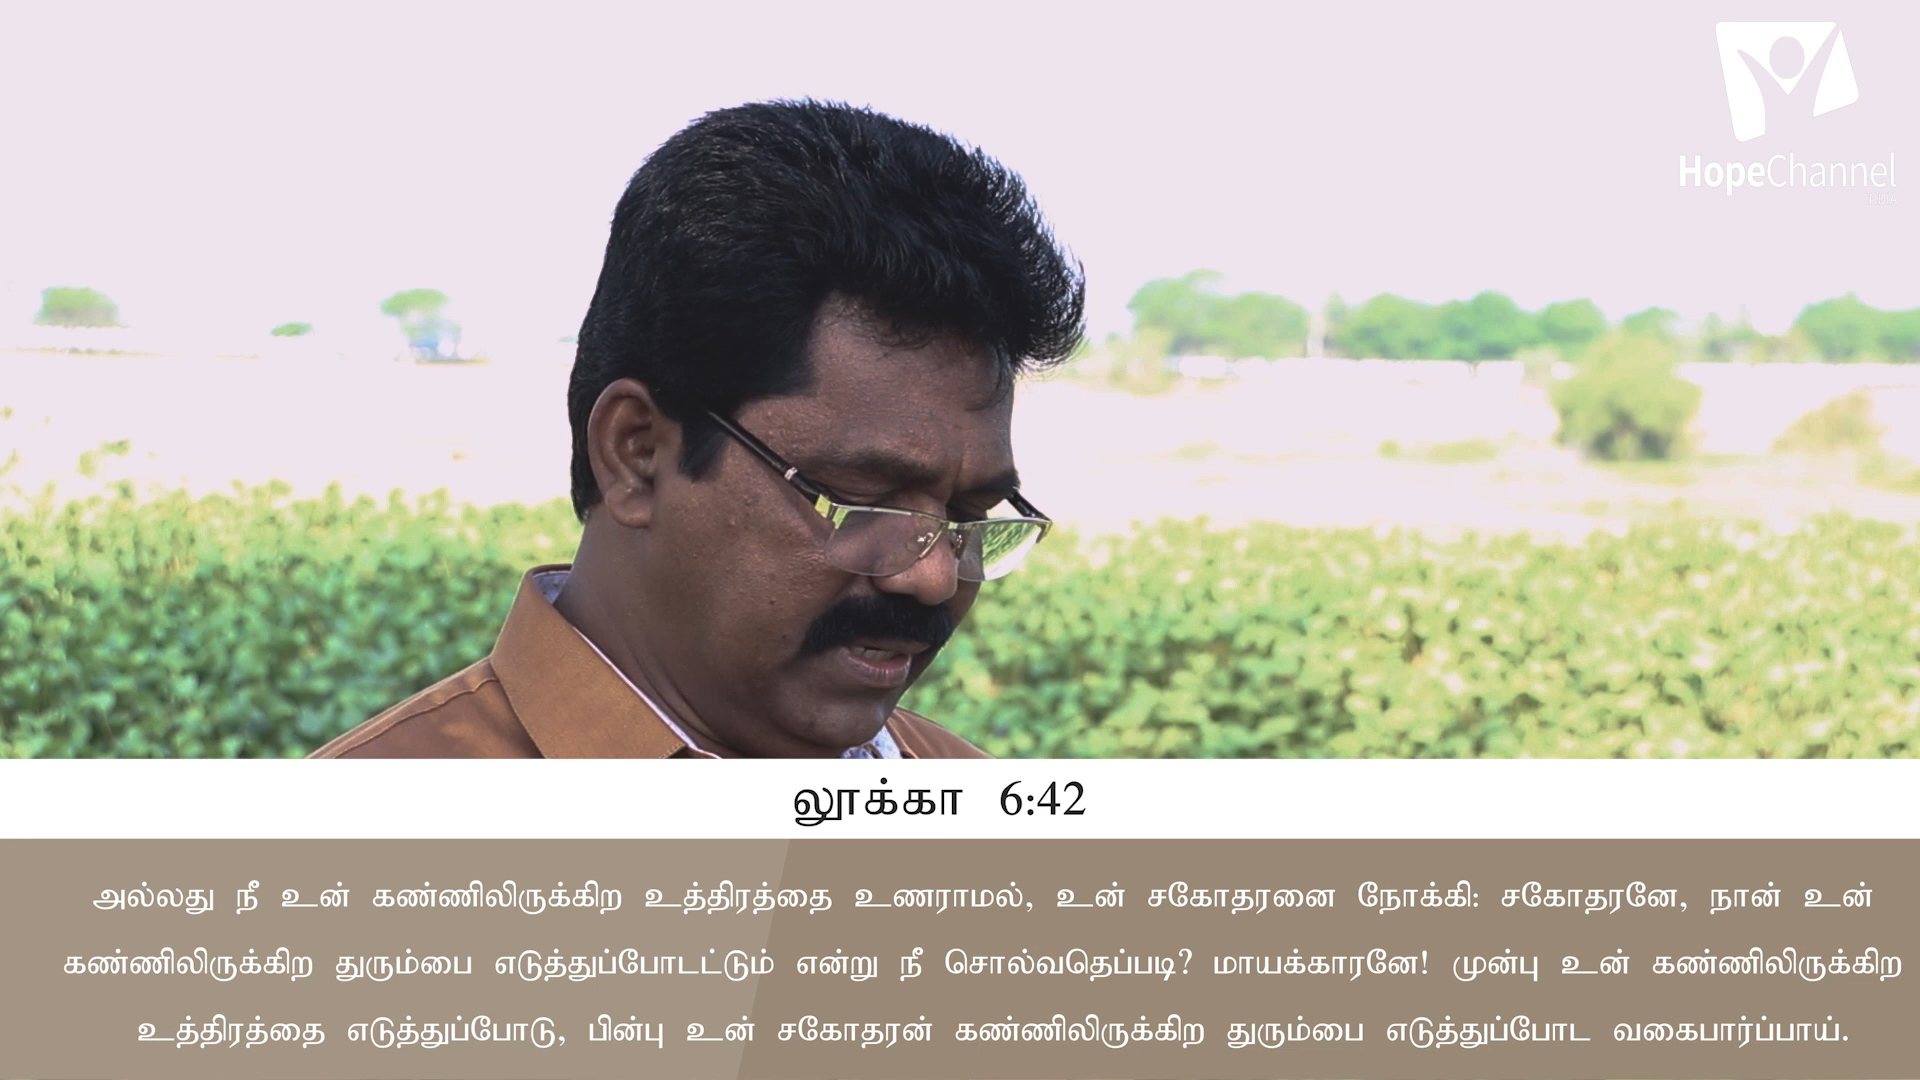 HopeChannel
லூக்கா 6:42
அல்லது நீ உன் கண்ணிலிருக்கிற உத்திரத்தை உணராமல், உன் சகோதரனை நோக்கி: சகோதரனே, நான் உன்
கண்ணிலிருக்கிற துரும்பை எடுத்துப்போடட்டும் என்று நீ சொல்வதெப்படி? மாயக்காரனே! முன்பு உன் கண்ணிலிருக்கிற
உத்திரத்தை எடுத்துப்போடு, பின்பு உன் சகோதரன் கண்ணிலிருக்கிற துரும்பை எடுத்துப்போட வகைபார்ப்பாய்.